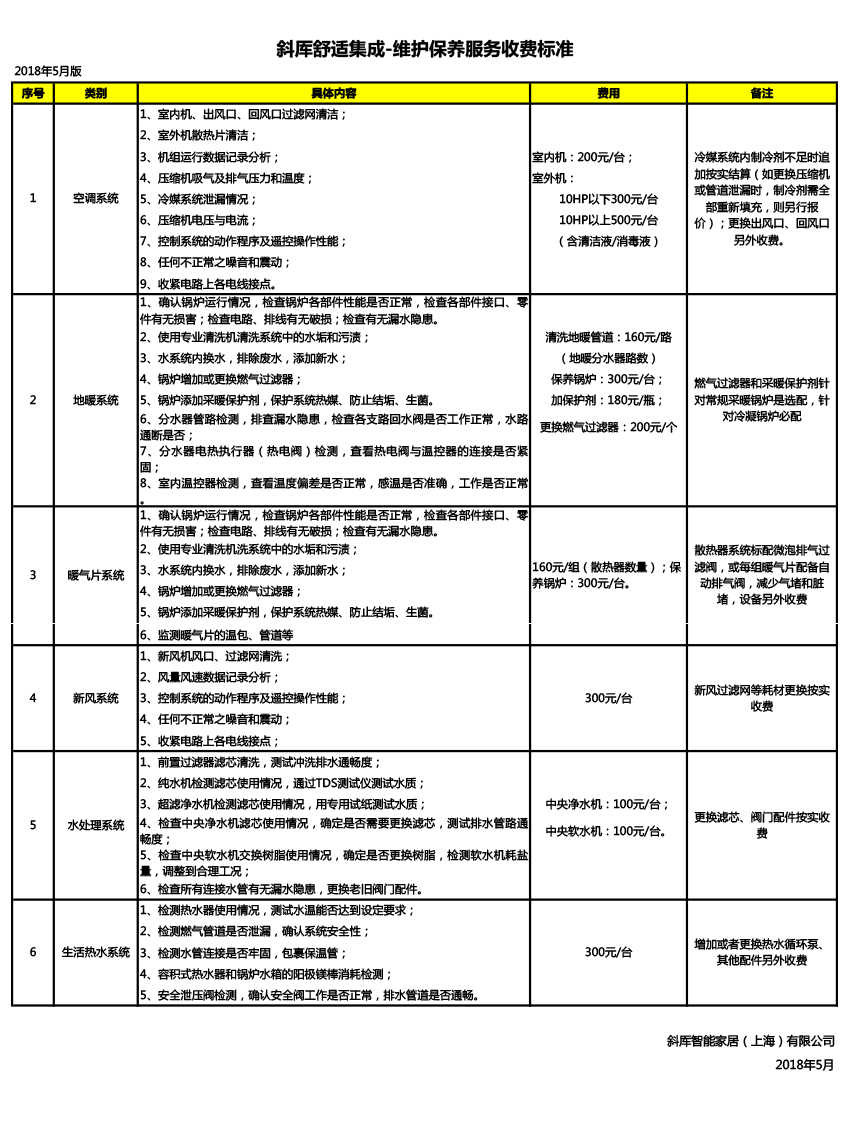 斜厍舒适集成-维护保养服务收费标准
2018年5月版
序号 类别 具体内容 费用 备注
1
空调系统
1、室内机、出风口、回风口过滤网清洁；
2、室外机散热片清洁；
3、机组运行数据记录分析；
4、压缩机吸气及排气压力和温度；
5、冷媒系统泄漏情况；
6、压缩机电压与电流；
7、控制系统的动作程序及遥控操作性能；
8、任何不正常之噪音和震动；
9、收紧电路上各电线接点。
室内机：200元/台；
室外机：
10HP以下300元/台
10HP以上500元/台
（含清洁液/消毒液）
冷媒系统内制冷剂不足时追
加按实结算（如更换压缩机
或管道泄漏时，制冷剂需全
部重新填充，则另行报
价）；更换出风口、回风口
另外收费。
2
地暖系统
1、确认锅炉运行情况，检查锅炉各部件性能是否正常，检查各部件接口、零
件有无损害；检查电路、排线有无破损；检查有无漏水隐患。
2、使用专业清洗机清洗系统中的水垢和污渍；
3、水系统内换水，排除废水，添加新水；
4、锅炉增加或更换燃气过滤器；
5、锅炉添加采暖保护剂，保护系统热媒、防止结垢、生菌。
6、分水器管路检测，排查漏水隐患，检查各支路回水阀是否工作正常，水路
通断是否；
7、分水器电热执行器（热电阀）检测，查看热电阀与温控器的连接是否紧
固；
8、室内温控器检测，查看温度偏差是否正常，感温是否准确，工作是否正常
。
清洗地暖管道：160元/路
（地暖分水器路数）
保养锅炉：300元/台；
加保护剂：180元/瓶；
更换燃气过滤器：200元/个
燃气过滤器和采暖保护剂针
对常规采暖锅炉是选配，针
对冷凝锅炉必配
3
暖气片系统
1、确认锅炉运行情况，检查锅炉各部件性能是否正常，检查各部件接口、零
件有无损害；检查电路、排线有无破损；检查有无漏水隐患。
2、使用专业清洗机洗系统中的水垢和污渍；
3、水系统内换水，排除废水，添加新水；
4、锅炉增加或更换燃气过滤器；
5、锅炉添加采暖保护剂，保护系统热媒、防止结垢、生菌。
6、监测暖气片的温包、管道等
160元/组（散热器数量）；保
养锅炉：300元/台。
散热器系统标配微泡排气过
滤阀，或每组暖气片配备自
动排气阀，减少气堵和脏
堵，设备另外收费
4
新风系统
1、新风机风口、过滤网清洗；
2、风量风速数据记录分析；
3、控制系统的动作程序及遥控操作性能；
4、任何不正常之噪音和震动；
5、收紧电路上各电线接点；
300元/台
新风过滤网等耗材更换按实
收费
5
水处理系统
1、前置过滤器滤芯清洗，测试冲洗排水通畅度；
2、纯水机检测滤芯使用情况，通过TDS测试仪测试水质；
3、超滤净水机检测滤芯使用情况，用专用试纸测试水质；
4、检查中央净水机滤芯使用情况，确定是否需要更换滤芯，测试排水管路通
畅度；
5、检查中央软水机交换树脂使用情况，确定是否更换树脂，检测软水机耗盐
量，调整到合理工况；
6、检查所有连接水管有无漏水隐患，更换老旧阀门配件。
中央净水机：100元/台；
中央软水机：100元/台。
更换滤芯、阀门配件按实收
费
6
生活热水系统
1、检测热水器使用情况，测试水温能否达到设定要求；
2、检测燃气管道是否泄漏，确认系统安全性；
3、检测水管连接是否牢固，包裹保温管；
4、容积式热水器和锅炉水箱的阳极镁棒消耗检测；
5、安全泄压阀检测，确认安全阀工作是否正常，排水管道是否通畅。
300元/台
增加或者更换热水循环泵、
其他配件另外收费
斜厍智能家居（上海）有限公司
2018年5月